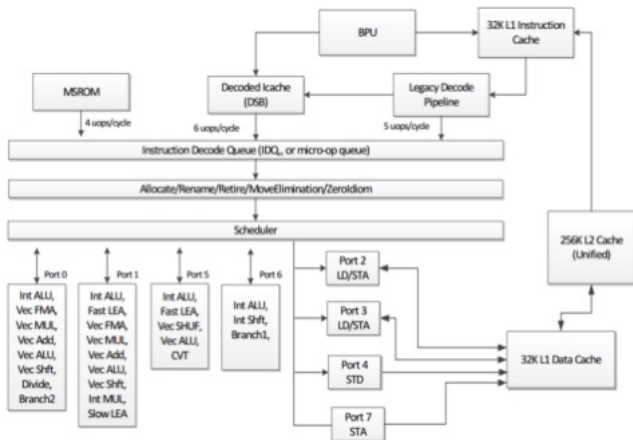 BPU
32K L1 Instruction
Cache
MSROM
Decoded Icache
(DSB)
Legacy Decode
Pipeline
4 uops/cycle
6 uops/cycle
5 uops/cycle
Instruction Decode Queue (IDQ,, or micro-op queue)
Allocate/Rename/Retire/MoveElimination/ZeroIdiom
Scheduler
256K L2 Cache
(Unified)
Port 0
Port 1
Port 5
Port 6
Int ALU,
Vec FMA,
Vec MUL,
Vec Add,
Vec ALU,
Vec Shft,
Divide,
Branch2
Int ALU,
Fast LEA,
Vec FMA,
Vec MUL,
Vec Add,
Vec ALU,
Vec Shft,
Int MUL,
Slow LEA
Int ALU,
Fast LEA,
Vec SHUF,
Vec ALU,
CVT
Int ALU,
Int Shft,
Branch1,
Port 2
LD/STA
Port 3
LD/STA
Port 4
STD
Port 7
STA
32K L1 Data Cache